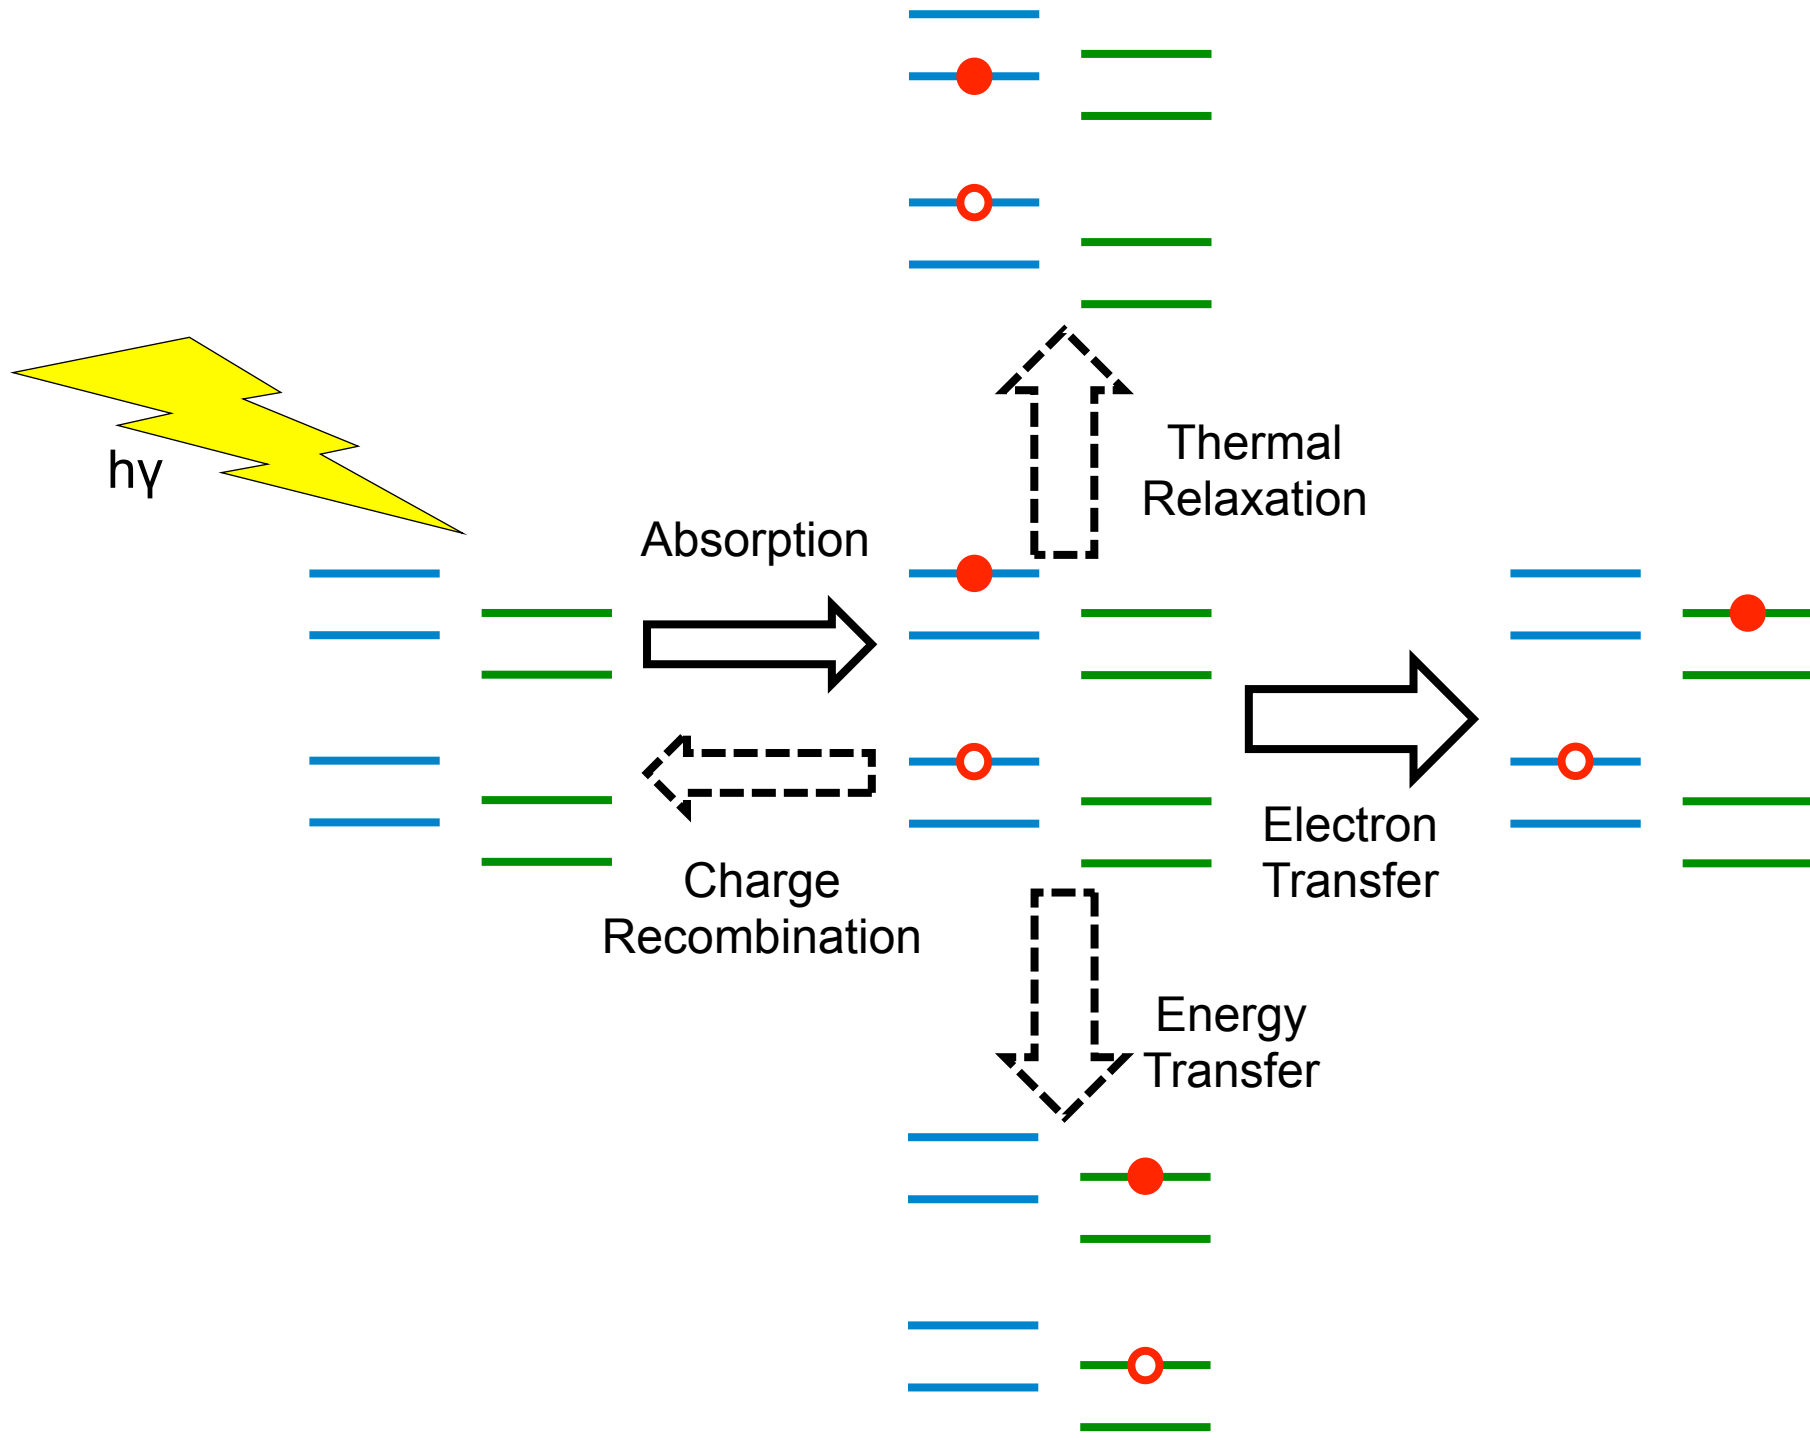 hγ
Absorption
Thermal
Relaxation
Charge
Recombination
Electron
Transfer
Energy
Transfer